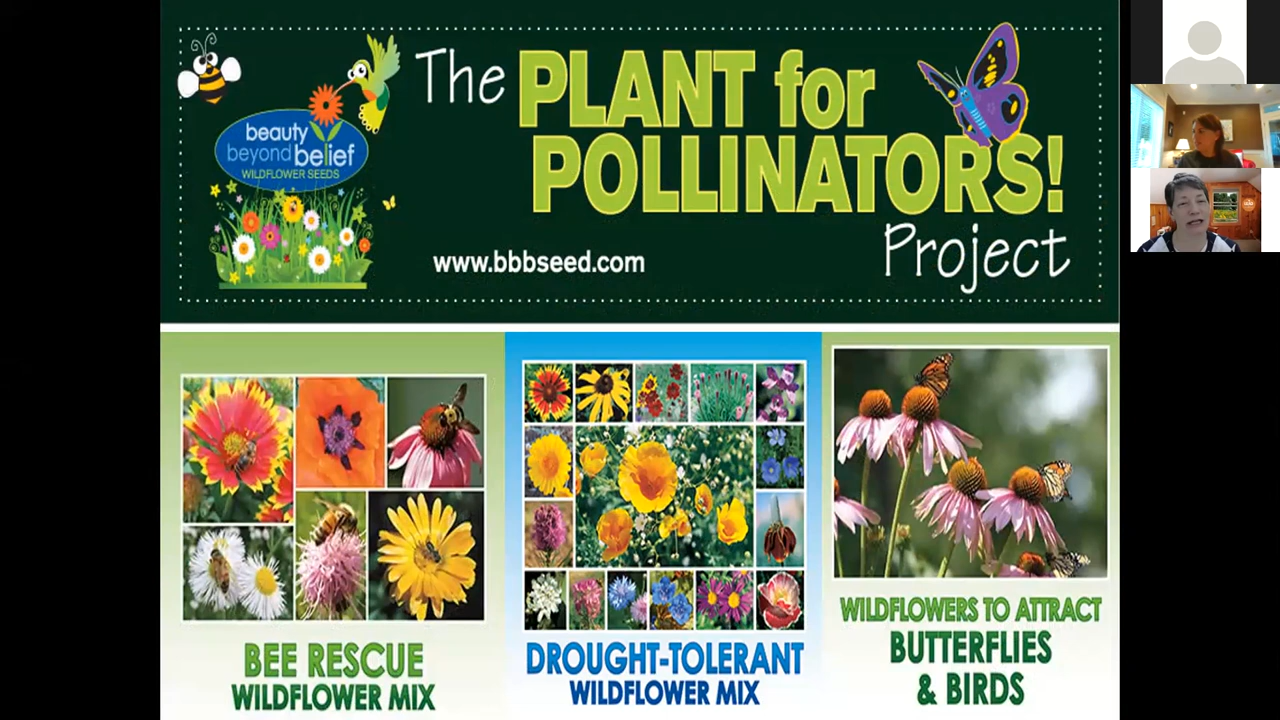 The PLANT for
POLLINATORS!
Project
beauty
beyond belief
WILDFLOWER SEEDS
www.bbbseed.com
BEE RESCUE
WILDFLOWER MIX
DROUGHT-TOLERANT
WILDFLOWER MIX
WILDFLOWERS TO ATTRACT
BUTTERFLIES
& BIRDS